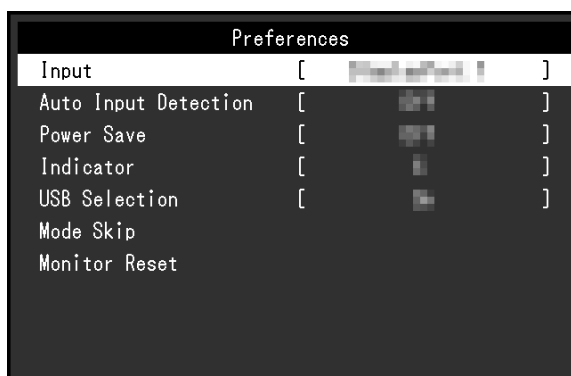 Preferences
Input [ ]
Auto Input Detection [ ]
Power Save [ ]
Indicator [ ]
USB Selection [ ]
Mode Skip
Monitor Reset